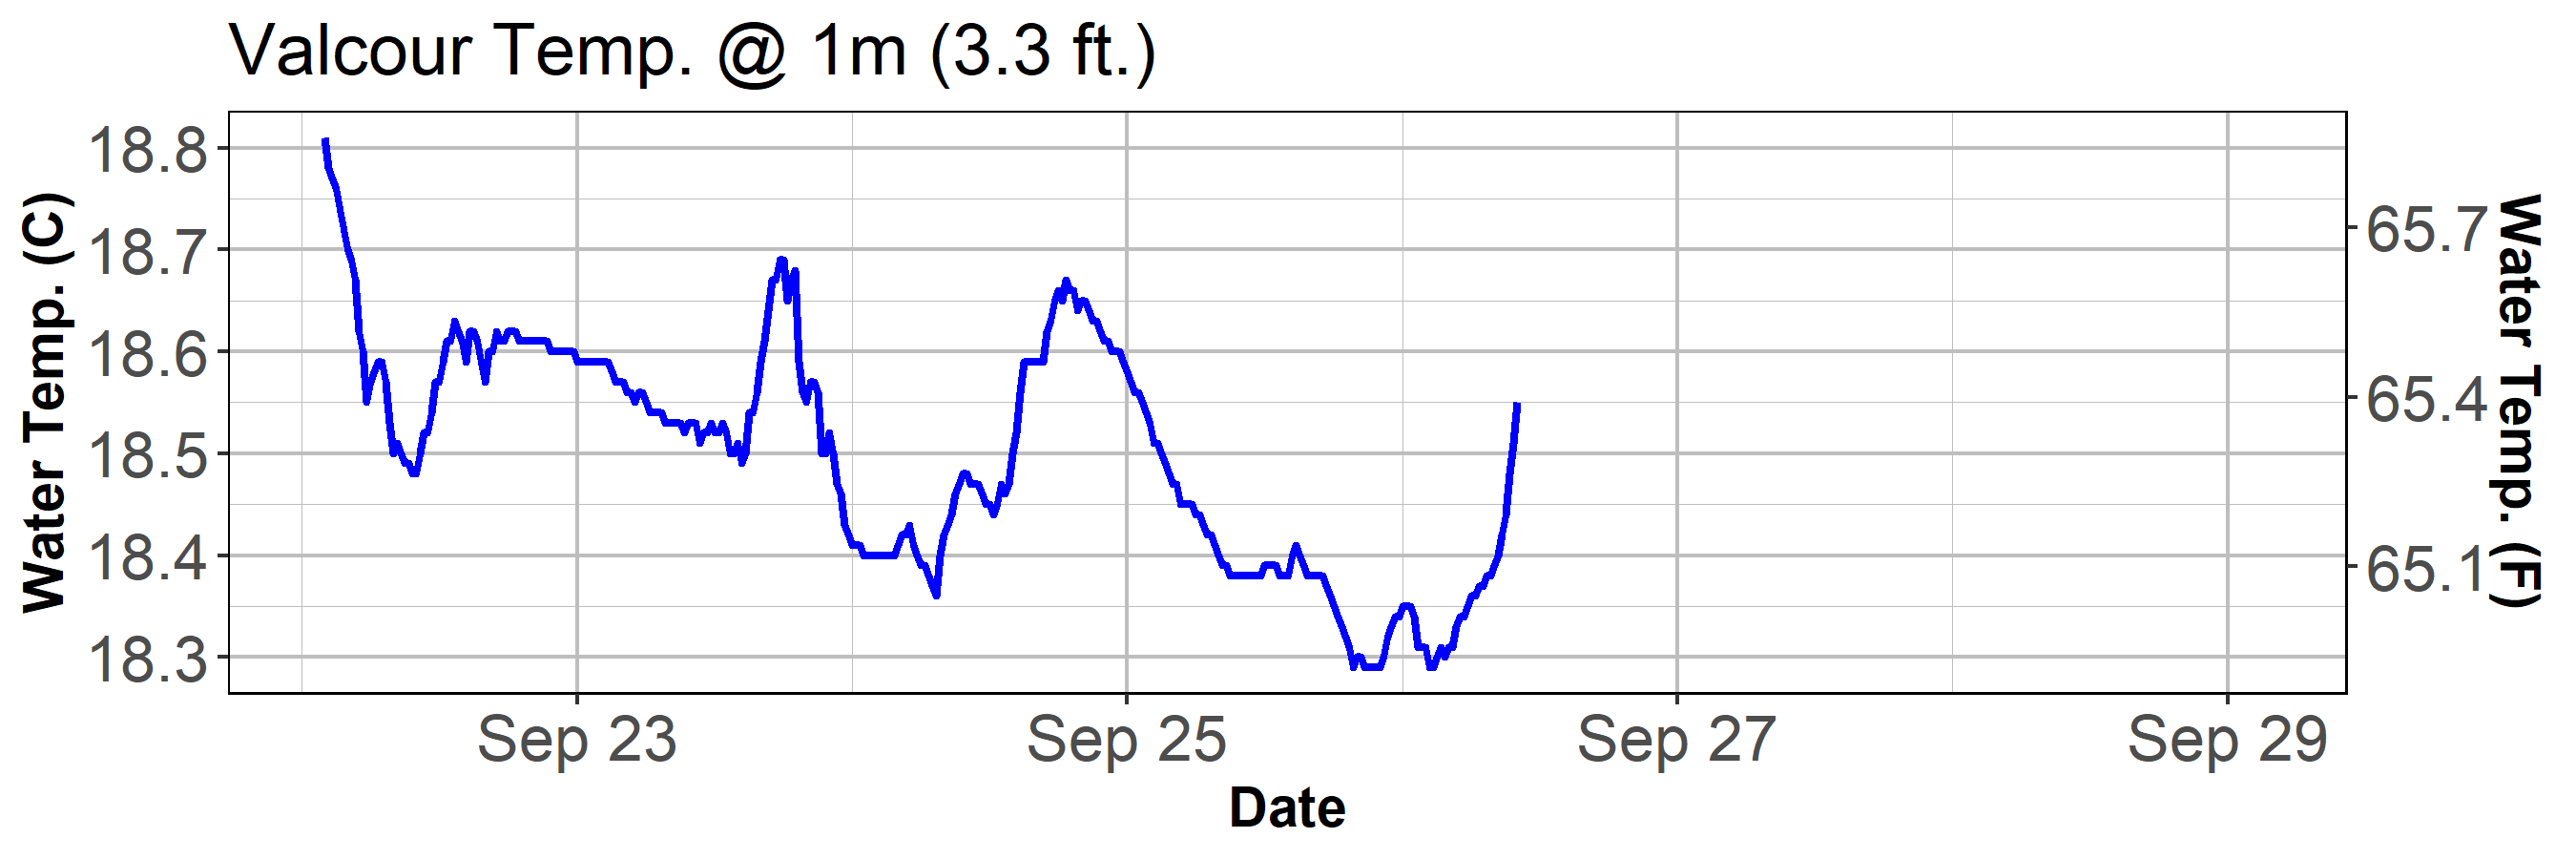 Valcour Temp. @ 1m (3.3 ft.)
Water Temp. (C)
18.8
18.7
18.6
18.5
18.4
18.3
65.7
65.4
65.1
Water Temp. (F)
Sep 23
Sep 25
Sep 27
Sep 29
Date